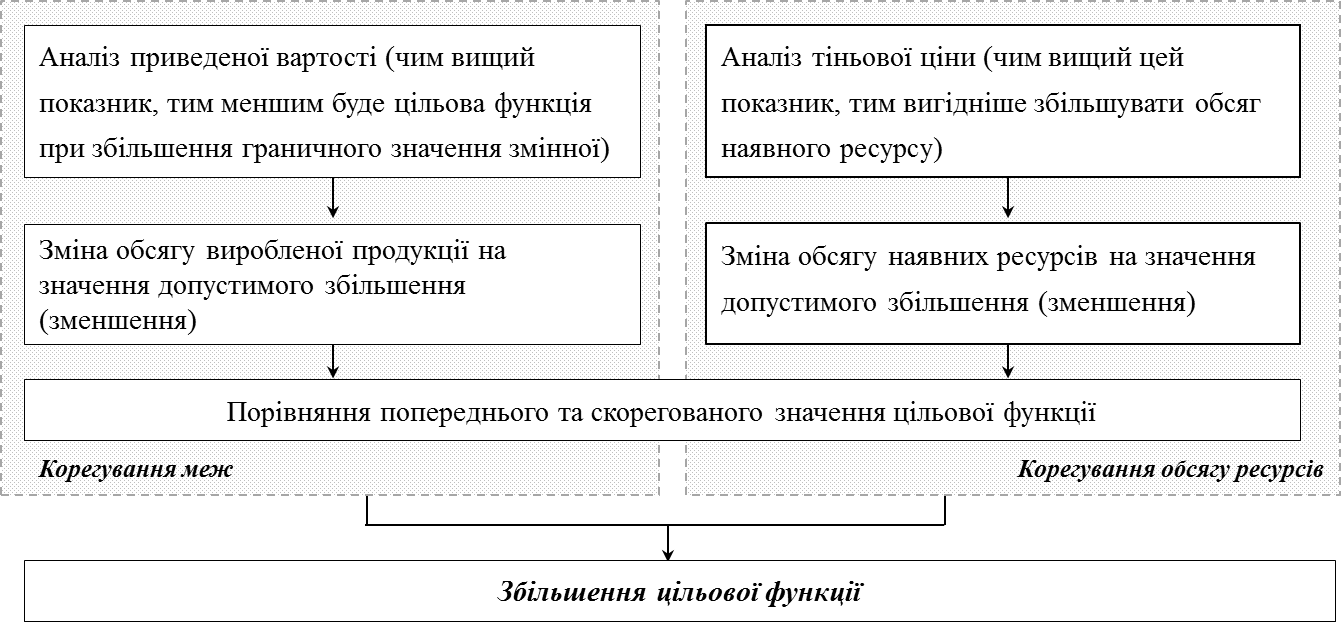 Аналіз приведеної вартості (чим вищий
показник, тим меншим буде цільова функція
при збільшення граничного значення змінної)
Зміна обсягу виробленої продукції на
значення допустимого збільшення
(зменшення)
Аналіз тіньової ціни (чим вищий цей
показник, тим вигідніше збільшувати обсяг
наявного ресурсу)
Зміна обсягу наявних ресурсів на значення
допустимого збільшення (зменшення)
Порівняння попереднього та скорегованого значення цільової функції
Корегування меж
Корегування обсягу ресурсів
Збільшення цільової функції